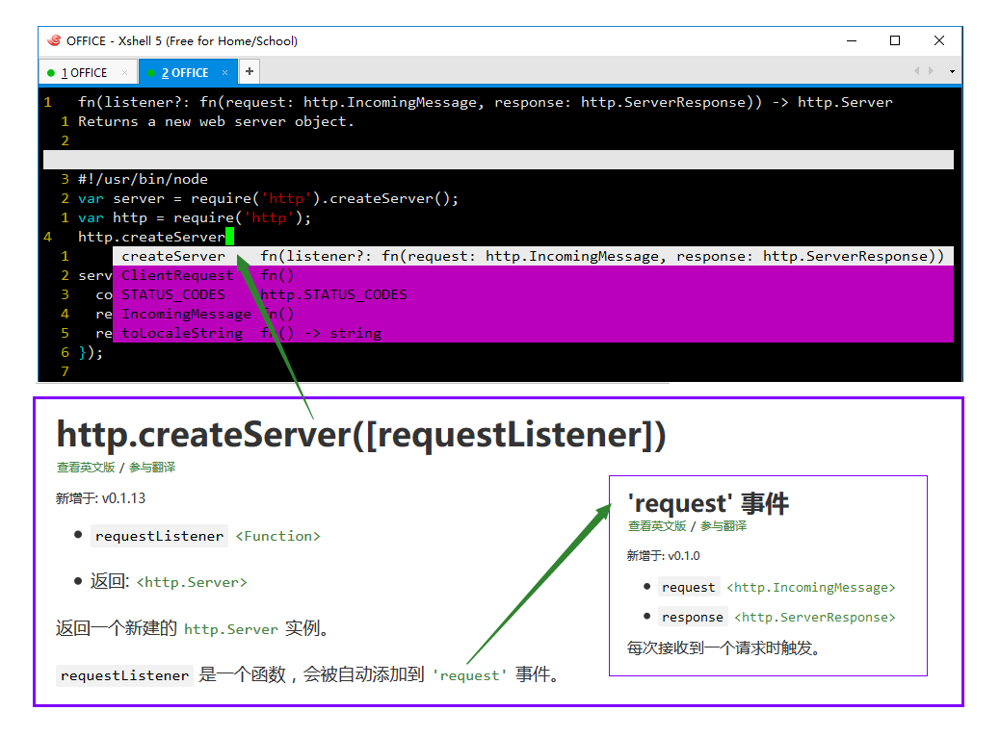 OFFICE - Xshell 5 (Free for Home/School)
1 OFFICE × 2 OFFICE × +
1 fn(listener?: fn(request: http.IncomingMessage, response: http.ServerResponse)) -> http.Server
1 Returns a new web server object.
2
3 #!/usr/bin/node
2 var server = require('http').createServer();
1 var http = require('http');
4 http.createServer
1 createServer fn(listener?: fn(request: http.IncomingMessage, response: http.ServerResponse))
2 serv ClientRequest fn()
3 co STATUS_CODES http.STATUS_CODES
4 re IncomingMessage fn()
5 re toLocaleString fn() -> string
6 });
7
http.createServer([requestListener])
查看英文版 / 参与翻译
新增于: v0.1.13
• requestListener <Function>
• 返回: <http.Server>
返回一个新建的 http.Server 实例。
requestListener 是一个函数，会被自动添加到 'request' 事件。
'request' 事件
查看英文版 / 参与翻译
新增于: v0.1.0
• request <http.IncomingMessage>
• response <http.ServerResponse>
每次接收到一个请求时触发。